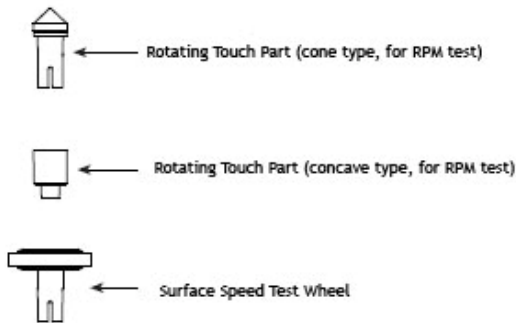 Rotating Touch Part (cone type, for RPM test)
Rotating Touch Part (concave type, for RPM test)
Surface Speed Test Wheel